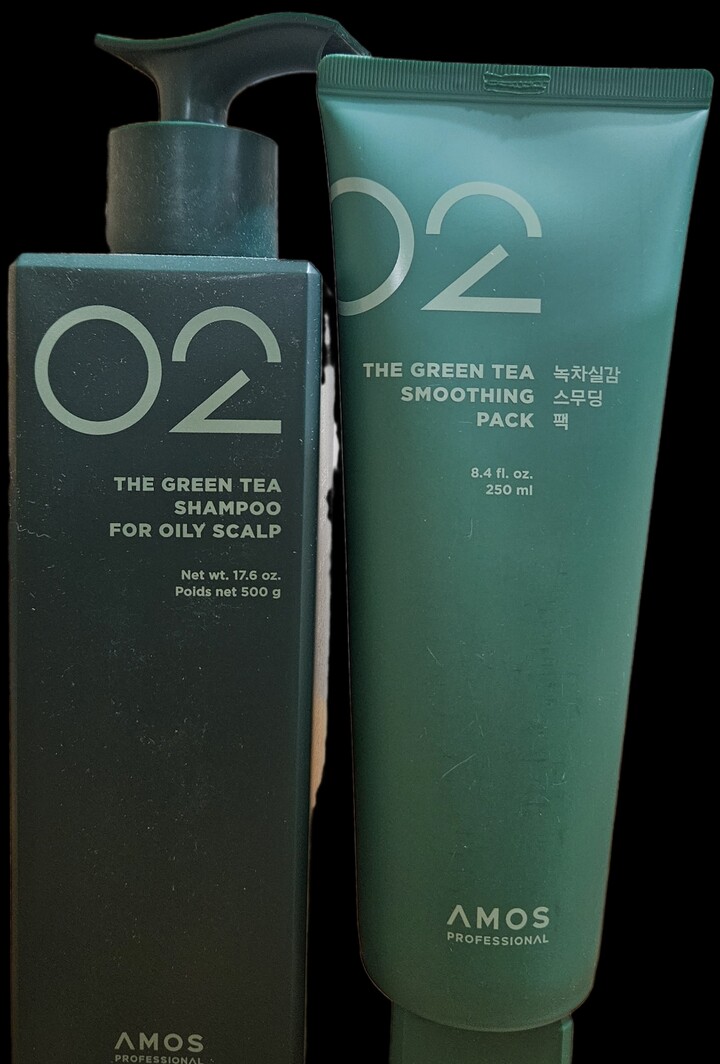 02
THE GREEN TEA
SHAMPOO
FOR OILY SCALP
Net wt. 17.6 oz.
Poids net 500 g
AMOS
PROFESSIONAL
02
THE GREEN TEA 녹차실감
SMOOTHING 스무딩
PACK 팩
8.4 fl. oz.
250 ml
AMOS
PROFESSIONAL